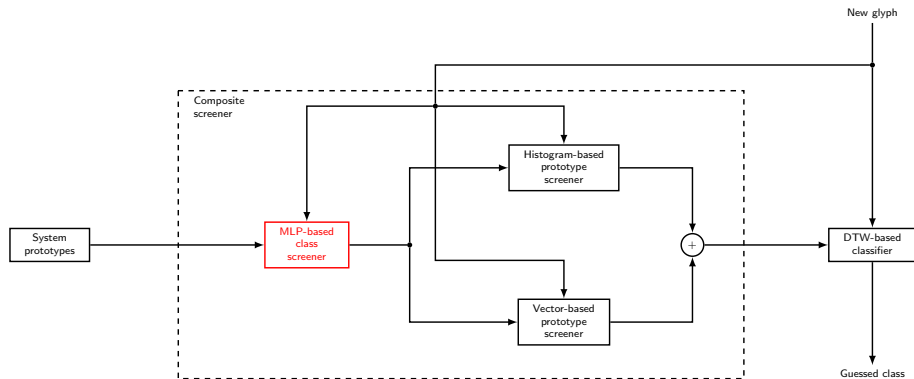 New glyph
Composite
screener
Histogram-based
prototype
screener
System
prototypes
MLP-based
class
screener
+
DTW-based
classifier
Vector-based
prototype
screener
Guessed class